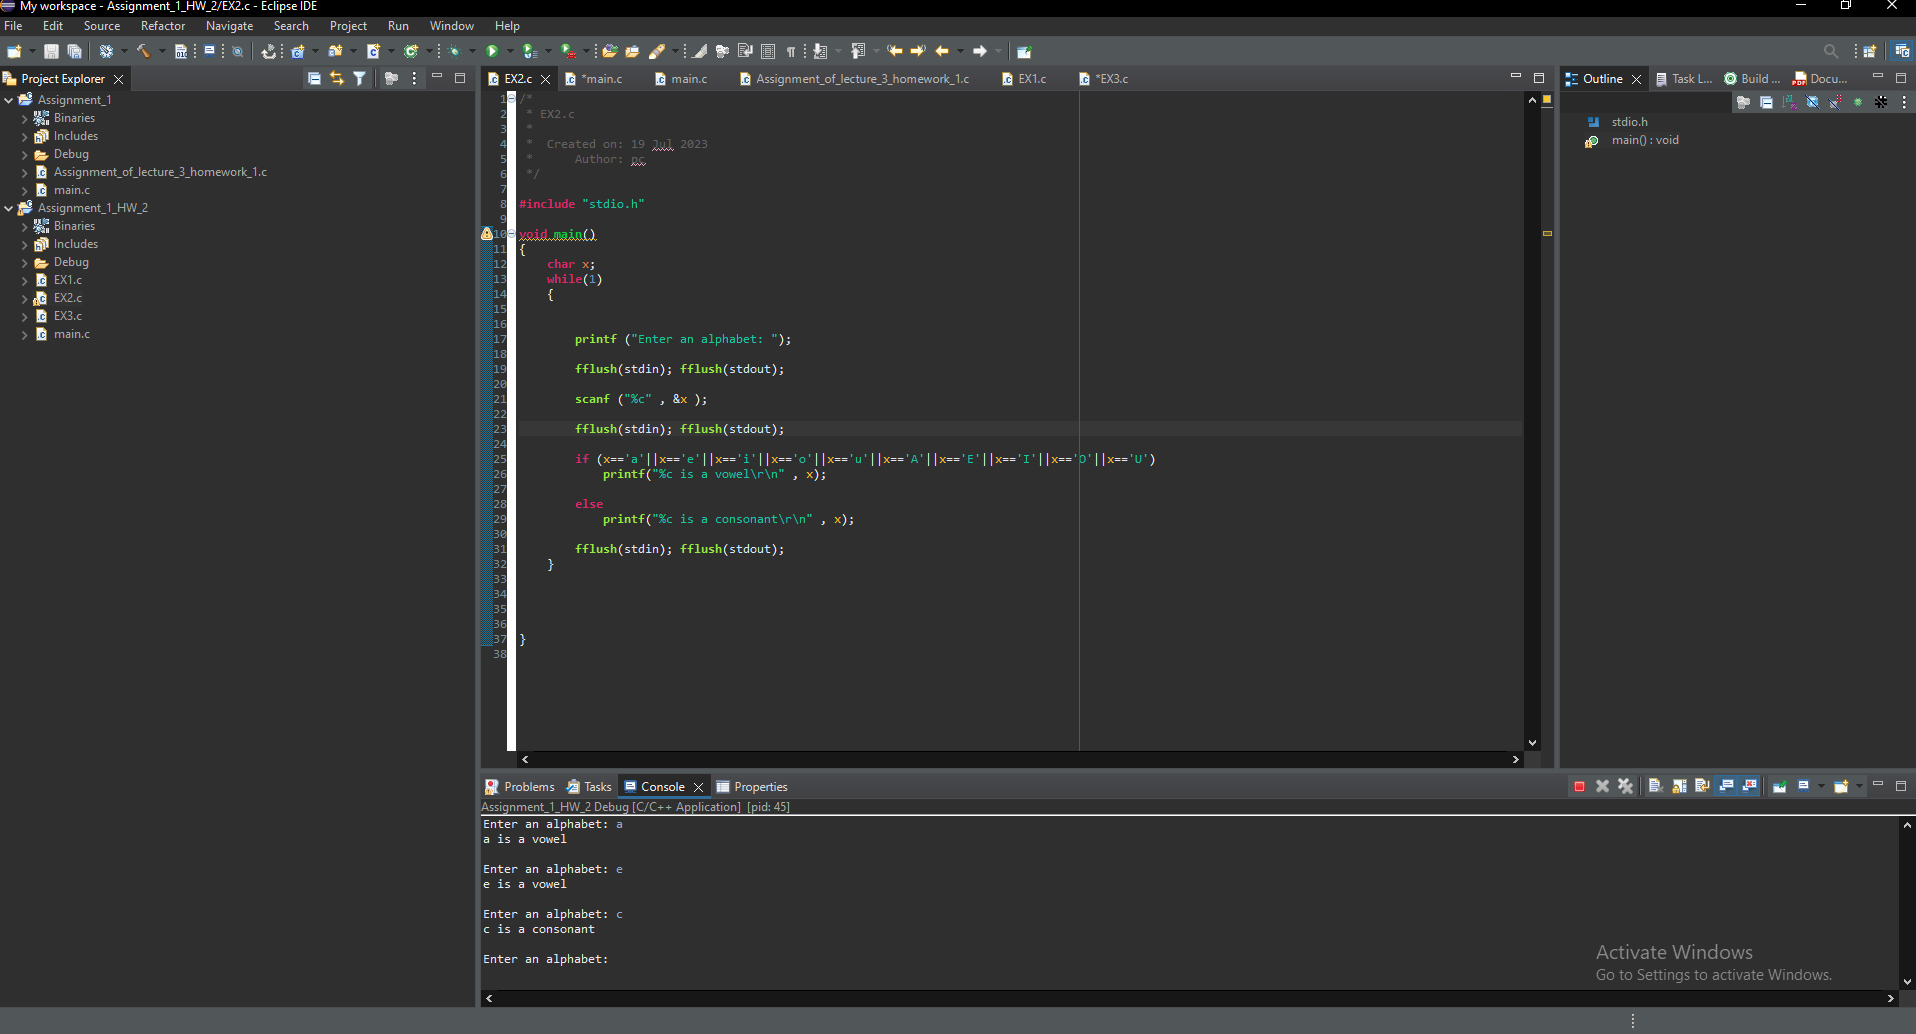 My workspace - Assignment_1_HW_2/EX2.c - Eclipse IDE
File Edit Source Refactor Navigate Search Project Run Window Help
Project Explorer
Assignment_1
Binaries
Includes
Debug
Assignment_of_lecture_3_homework_1.c
main.c
Assignment_1_HW_2
Binaries
Includes
Debug
EX1.c
EX2.c
EX3.c
main.c
EX2.c *main.c main.c Assignment_of_lecture_3_homework_1.c EX1.c *EX3.c
1 /*
2 * EX2.c
3 *
4 * Created on: 19 Jul 2023
5 * Author: pc
6 */
7
8 #include "stdio.h"
9
10 void main()
11 {
12 char x;
13 while(1)
14 {
15
16
17 printf ("Enter an alphabet: ");
18
19 fflush(stdin); fflush(stdout);
20
21 scanf ("%c" , &x );
22
23 fflush(stdin); fflush(stdout);
24
25 if (x=='a'||x=='e'||x=='i'||x=='o'||x=='u'||x=='A'||x=='E'||x=='I'||x=='O'||x=='U')
26 printf("%c is a vowel\r\n" , x);
27
28 else
29 printf("%c is a consonant\r\n" , x);
30
31 fflush(stdin); fflush(stdout);
32 }
33
34
35
36
37 }
38
Outline Task L... Build ... Docu...
stdio.h
main() : void
Problems Tasks Console Properties
Assignment_1_HW_2 Debug [C/C++ Application] [pid: 45]
Enter an alphabet: a
a is a vowel
Enter an alphabet: e
e is a vowel
Enter an alphabet: c
c is a consonant
Enter an alphabet:
Activate Windows
Go to Settings to activate Windows.